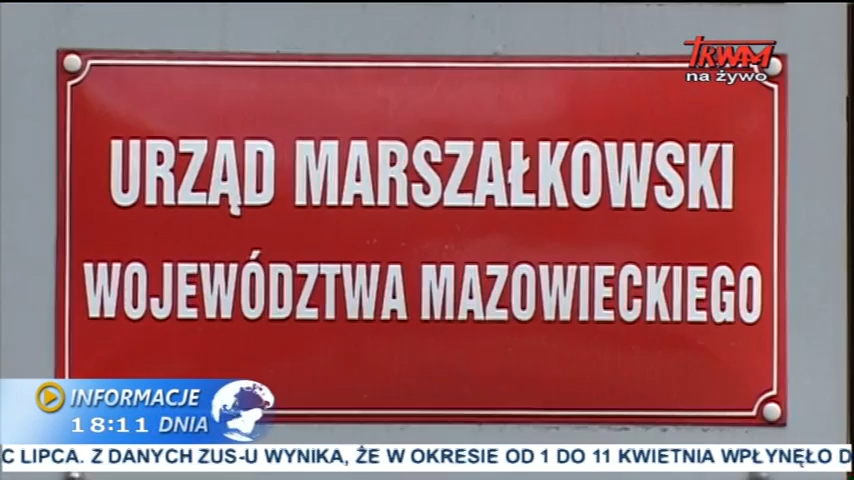 TRWAM
na żywo
URZĄD MARSZAŁKOWSKI
WOJEWÓDZTWA MAZOWIECKIEGO
INFORMACJE
18:11 DNIA
C LIPCA. Z DANYCH ZUS-U WYNIKA, ŻE W OKRESIE OD 1 DO 11 KWIETNIA WPŁYNĘŁO D